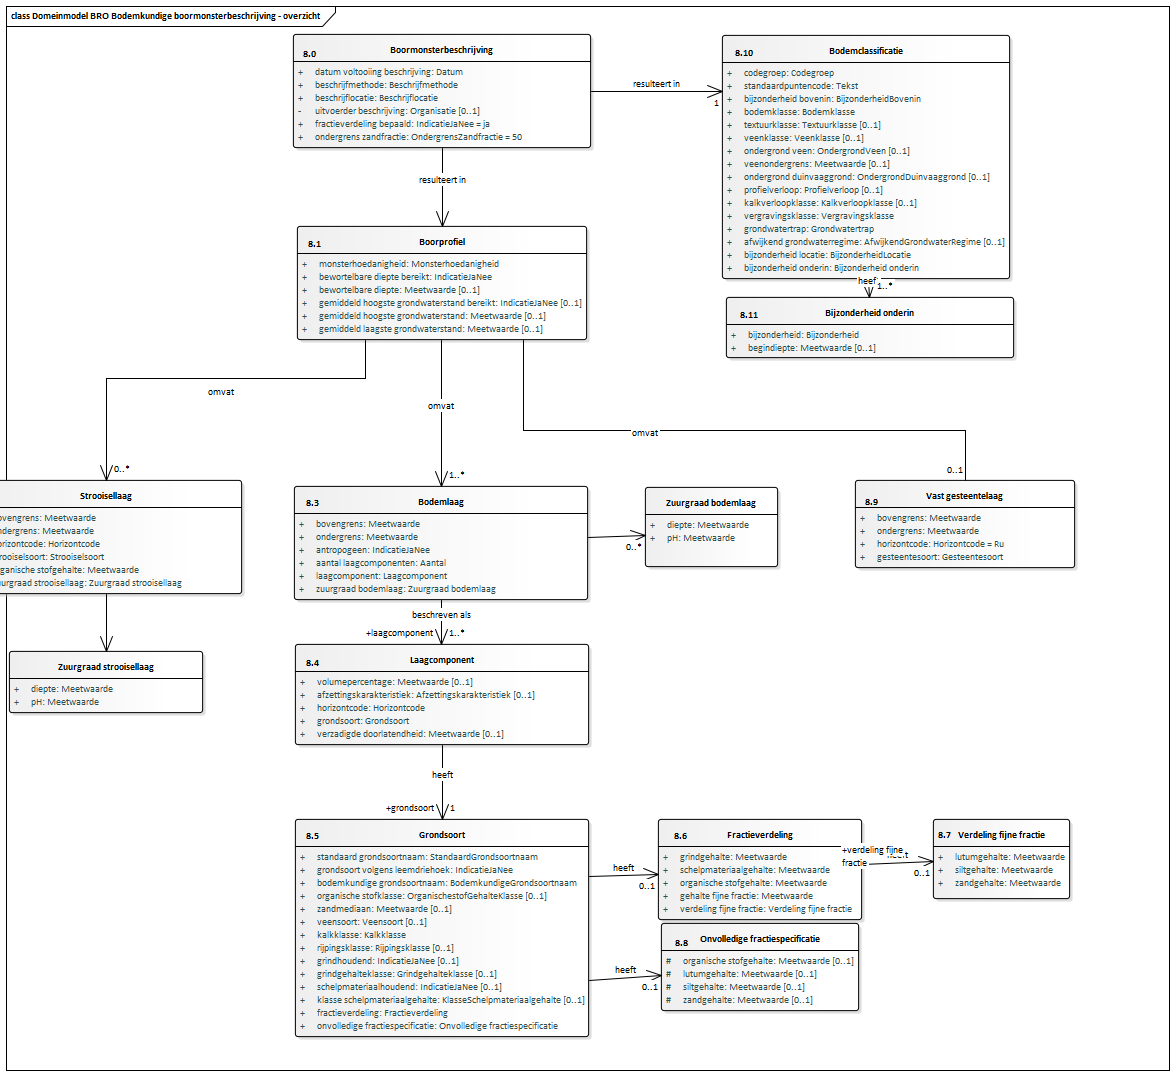 class Domeinmodel BRO Bodemkundige boormonsterbeschrijving - overzicht
8.0 Boormonsterbeschrijving
+ datum voltooiing beschrijving: Datum
+ beschrijfmethode: Beschrijfmethode
+ beschrijflocatie: Beschrijflocatie
- uitvoerder beschrijving: Organisatie [0..1]
+ fractieverdeling bepaald: IndicatieJaNee = ja
+ ondergrens zandfractie: OndergrensZandfractie = 50
resulteert in
1
8.10 Bodemclassificatie
+ codegroep: Codegroep
+ standaardpuntencode: Tekst
+ bijzonderheid bovenin: BijzonderheidBovenin
+ bodemklasse: Bodemklasse
+ textuurklasse: Textuurklasse [0..1]
+ veenklasse: Veenklasse [0..1]
+ ondergrond veen: OndergrondVeen [0..1]
+ veenondergrens: Meetwaarde [0..1]
+ ondergrond duinvaaggrond: OndergrondDuinvaaggrond [0..1]
+ profielverloop: Profielverloop [0..1]
+ kalkverloopklasse: Kalkverloopklasse [0..1]
+ vergravingsklasse: Vergravingsklasse
+ grondwatertrap: Grondwatertrap
+ afwijkend grondwaterregime: AfwijkendGrondwaterRegime [0..1]
+ bijzonderheid locatie: BijzonderheidLocatie
+ bijzonderheid onderin: Bijzonderheid onderin
heef
1..*
8.11 Bijzonderheid onderin
+ bijzonderheid: Bijzonderheid
+ begindiepte: Meetwaarde [0..1]
resulteert in
8.1 Boorprofiel
+ monsterhoedanigheid: Monsterhoedanigheid
+ bewortelbare diepte bereikt: IndicatieJaNee
+ bewortelbare diepte: Meetwaarde [0..1]
+ gemiddeld hoogste grondwaterstand bereikt: IndicatieJaNee [0..1]
+ gemiddeld hoogste grondwaterstand: Meetwaarde [0..1]
+ gemiddeld laagste grondwaterstand: Meetwaarde [0..1]
omvat
omvat
omvat
0..*
1..*
0..1
Strooisellaag
ovengrens: Meetwaarde
ndergrens: Meetwaarde
orizontcode: Horizontcode
trooiselsoort: Strooiselsoort
rganische stofgehalte: Meetwaarde
uurgraad strooisellaag: Zuurgraad strooisellaag
8.3 Bodemlaag
+ bovengrens: Meetwaarde
+ ondergrens: Meetwaarde
+ antropogeen: IndicatieJaNee
+ aantal laagcomponenten: Aantal
+ laagcomponent: Laagcomponent
+ zuurgraad bodemlaag: Zuurgraad bodemlaag
0..*
Zuurgraad bodemlaag
+ diepte: Meetwaarde
+ pH: Meetwaarde
8.9 Vast gesteentelaag
+ bovengrens: Meetwaarde
+ ondergrens: Meetwaarde
+ horizontcode: Horizontcode = Ru
+ gesteentesoort: Gesteentesoort
Zuurgraad strooisellaag
+ diepte: Meetwaarde
+ pH: Meetwaarde
beschreven als
+laagcomponent 1..*
8.4 Laagcomponent
+ volumepercentage: Meetwaarde [0..1]
+ afzettingskarakteristiek: Afzettingskarakteristiek [0..1]
+ horizontcode: Horizontcode
+ grondsoort: Grondsoort
+ verzadigde doorlatendheid: Meetwaarde [0..1]
heeft
+grondsoort 1
8.5 Grondsoort
+ standaard grondsoortnaam: StandaardGrondsoortnaam
+ grondsoort volgens leemdriehoek: IndicatieJaNee
+ bodemkundige grondsoortnaam: BodemkundigeGrondsoortnaam
+ organische stofklasse: OrganischestofGehalteKlasse [0..1]
+ zandmediaan: Meetwaarde [0..1]
+ veensoort: Veensoort [0..1]
+ kalkklasse: Kalkklasse
+ rijpingsklasse: Rijpingsklasse [0..1]
+ grindhoudend: IndicatieJaNee [0..1]
+ grindgehalteklasse: Grindgehalteklasse [0..1]
+ schelpmateriaalhoudend: IndicatieJaNee [0..1]
+ klasse schelpmateriaalgehalte: KlasseSchelpmateriaalgehalte [0..1]
+ fractieverdeling: Fractieverdeling
+ onvolledige fractiespecificatie: Onvolledige fractiespecificatie
heeft
0..1
8.6 Fractieverdeling
+ grindgehalte: Meetwaarde
+ schelpmateriaalgehalte: Meetwaarde
+ organische stofgehalte: Meetwaarde
+ gehalte fijne fractie: Meetwaarde
+ verdeling fijne fractie: Verdeling fijne fractie
+verdeling fijne
fractie
0..1
8.7 Verdeling fijne fractie
+ lutumgehalte: Meetwaarde
+ siltgehalte: Meetwaarde
+ zandgehalte: Meetwaarde
heeft
0..1
8.8 Onvolledige fractiespecificatie
# organische stofgehalte: Meetwaarde [0..1]
# lutumgehalte: Meetwaarde [0..1]
# siltgehalte: Meetwaarde [0..1]
# zandgehalte: Meetwaarde [0..1]